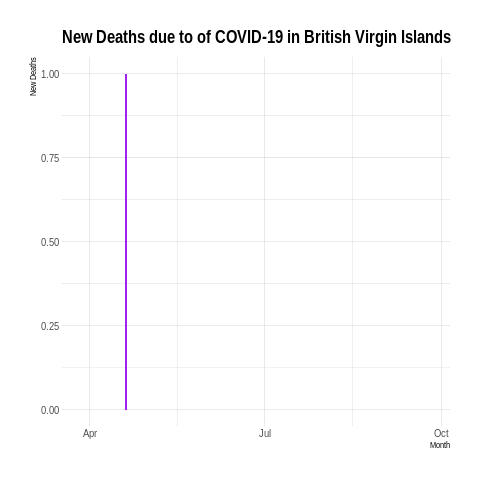 New Deaths due to of COVID-19 in British Virgin Islands
New Deaths
1.00
0.75
0.50
0.25
0.00
Apr
Jul
Oct
Month